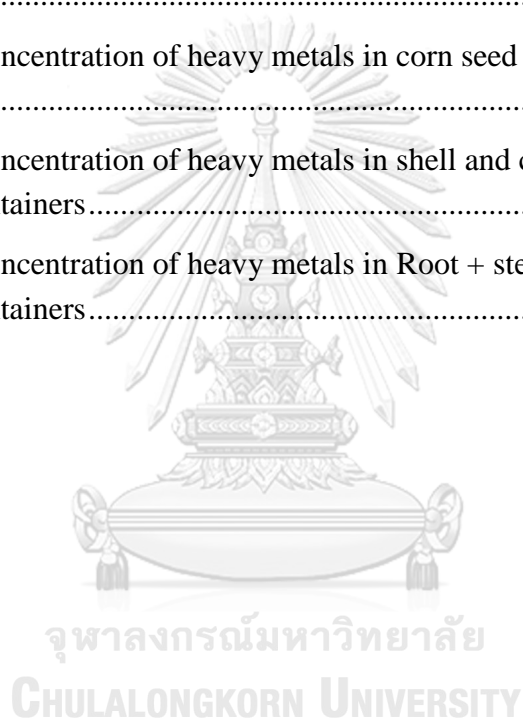 ................................................................
ncentration of heavy metals in corn seed
................................................................
ncentration of heavy metals in shell and c
tainers................................................................
ncentration of heavy metals in Root + ste
tainers................................................................
จุฬาลงกรณ์มหาวิทยาลัย
CHULALONGKORN UNIVERSITY